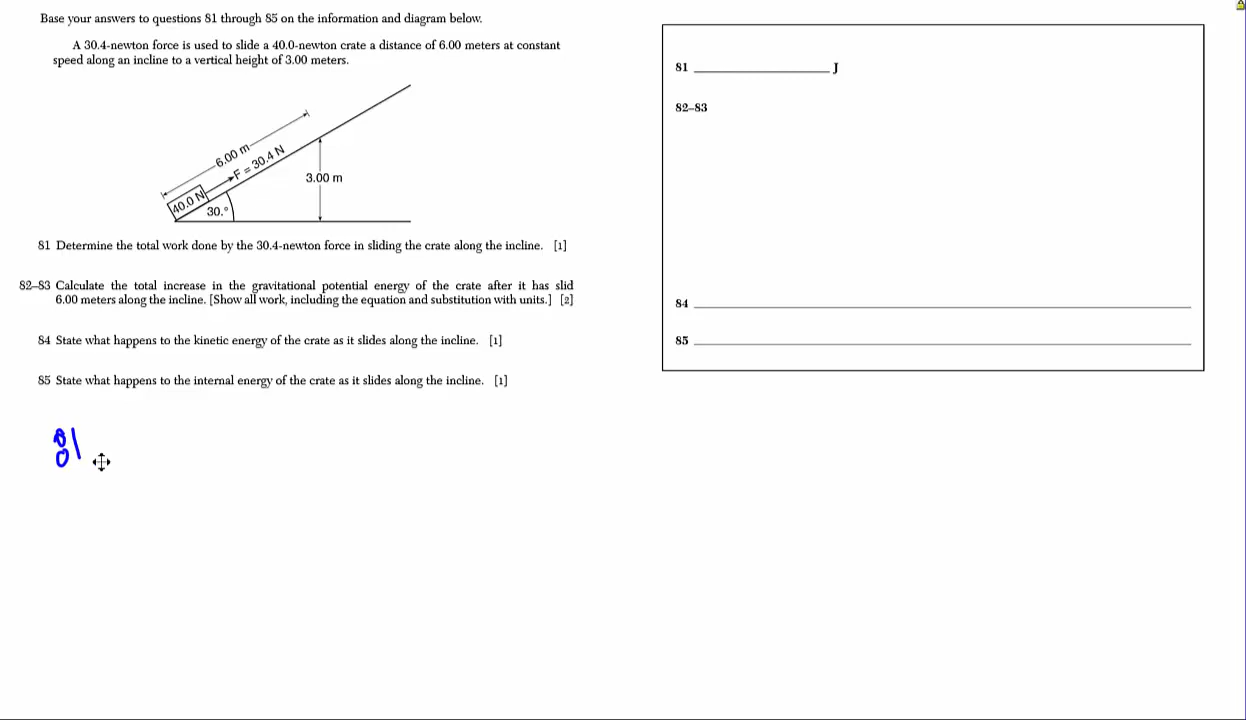 Base your answers to questions 81 through 85 on the information and diagram below.
A 30.4-newton force is used to slide a 40.0-newton crate a distance of 6.00 meters at constant
speed along an incline to a vertical height of 3.00 meters.
6.00 m
F = 30.4 N
40.0 N
30.°
3.00 m
81 Determine the total work done by the 30.4-newton force in sliding the crate along the incline. [1]
82–83 Calculate the total increase in the gravitational potential energy of the crate after it has slid
6.00 meters along the incline. [Show all work, including the equation and substitution with units.] [2]
84 State what happens to the kinetic energy of the crate as it slides along the incline. [1]
85 State what happens to the internal energy of the crate as it slides along the incline. [1]
81
81 J
82–83
84
85